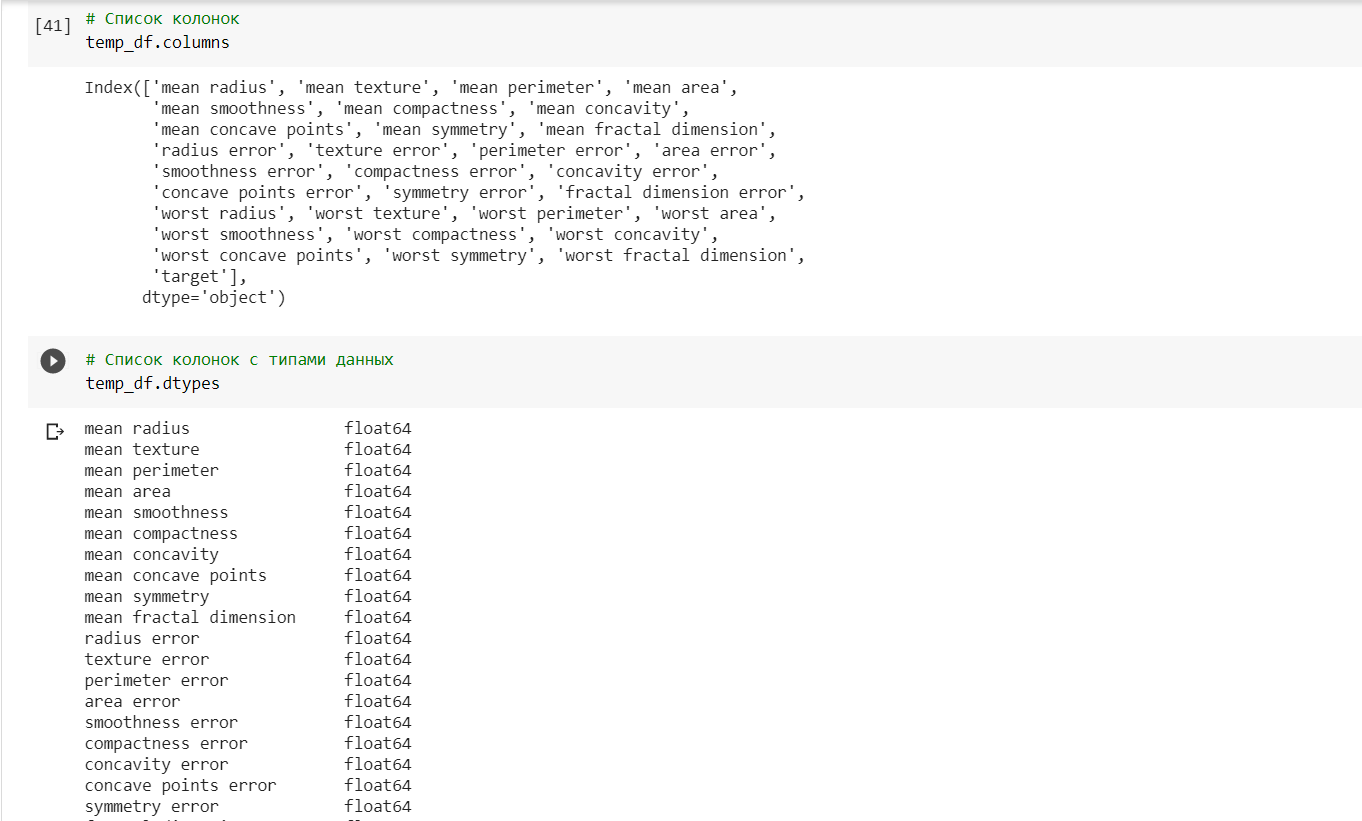 [41] # Список колонок
temp_df.columns
Index(['mean radius', 'mean texture', 'mean perimeter', 'mean area',
'mean smoothness', 'mean compactness', 'mean concavity',
'mean concave points', 'mean symmetry', 'mean fractal dimension',
'radius error', 'texture error', 'perimeter error', 'area error',
'smoothness error', 'compactness error', 'concavity error',
'concave points error', 'symmetry error', 'fractal dimension error',
'worst radius', 'worst texture', 'worst perimeter', 'worst area',
'worst smoothness', 'worst compactness', 'worst concavity',
'worst concave points', 'worst symmetry', 'worst fractal dimension',
'target'],
dtype='object')
# Список колонок с типами данных
temp_df.dtypes
mean radius float64
mean texture float64
mean perimeter float64
mean area float64
mean smoothness float64
mean compactness float64
mean concavity float64
mean concave points float64
mean symmetry float64
mean fractal dimension float64
radius error float64
texture error float64
perimeter error float64
area error float64
smoothness error float64
compactness error float64
concavity error float64
concave points error float64
symmetry error float64